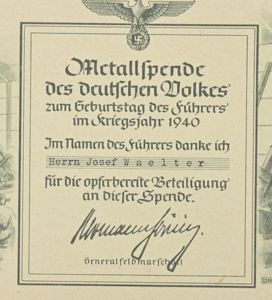 Metallspende
des deutschen Volkes
zum Geburtstag des Führers
im Kriegsjahr 1940
Im Namen des Führers danke ich
Herrn Josef Waelter
für die opferbereite Beteiligung
an dieser Spende.
Generalfeldmarschall